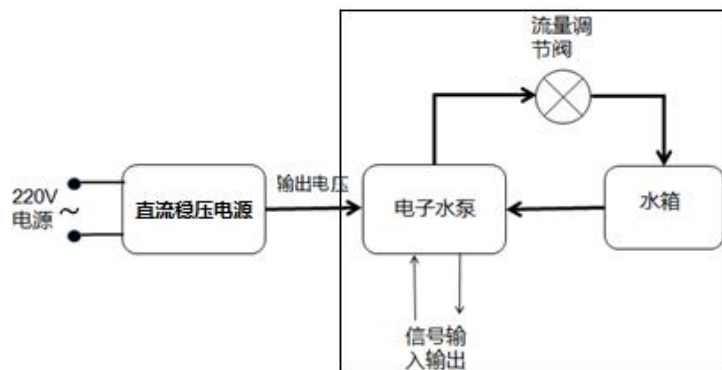 流量调
节阀
220V
电源
~
直流稳压电源
输出电压
电子水泵
水箱
信号输
入输出